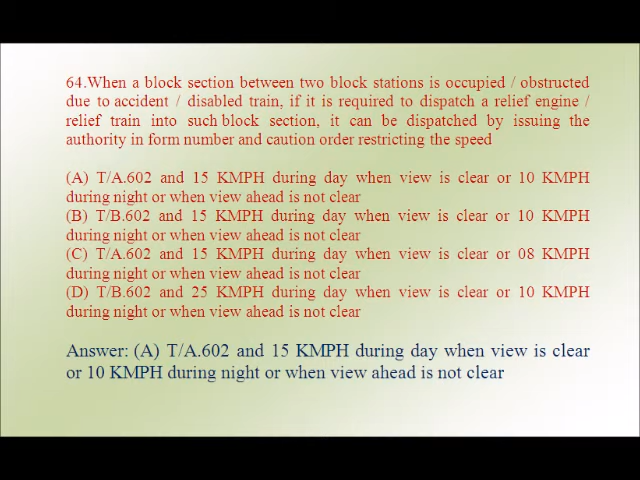 64.When a block section between two block stations is occupied / obstructed
due to accident / disabled train, if it is required to dispatch a relief engine /
relief train into such block section, it can be dispatched by issuing the
authority in form number and caution order restricting the speed
(A) T/A.602 and 15 KMPH during day when view is clear or 10 KMPH
during night or when view ahead is not clear
(B) T/B.602 and 15 KMPH during day when view is clear or 10 KMPH
during night or when view ahead is not clear
(C) T/A.602 and 15 KMPH during day when view is clear or 08 KMPH
during night or when view ahead is not clear
(D) T/B.602 and 25 KMPH during day when view is clear or 10 KMPH
during night or when view ahead is not clear
Answer: (A) T/A.602 and 15 KMPH during day when view is clear
or 10 KMPH during night or when view ahead is not clear